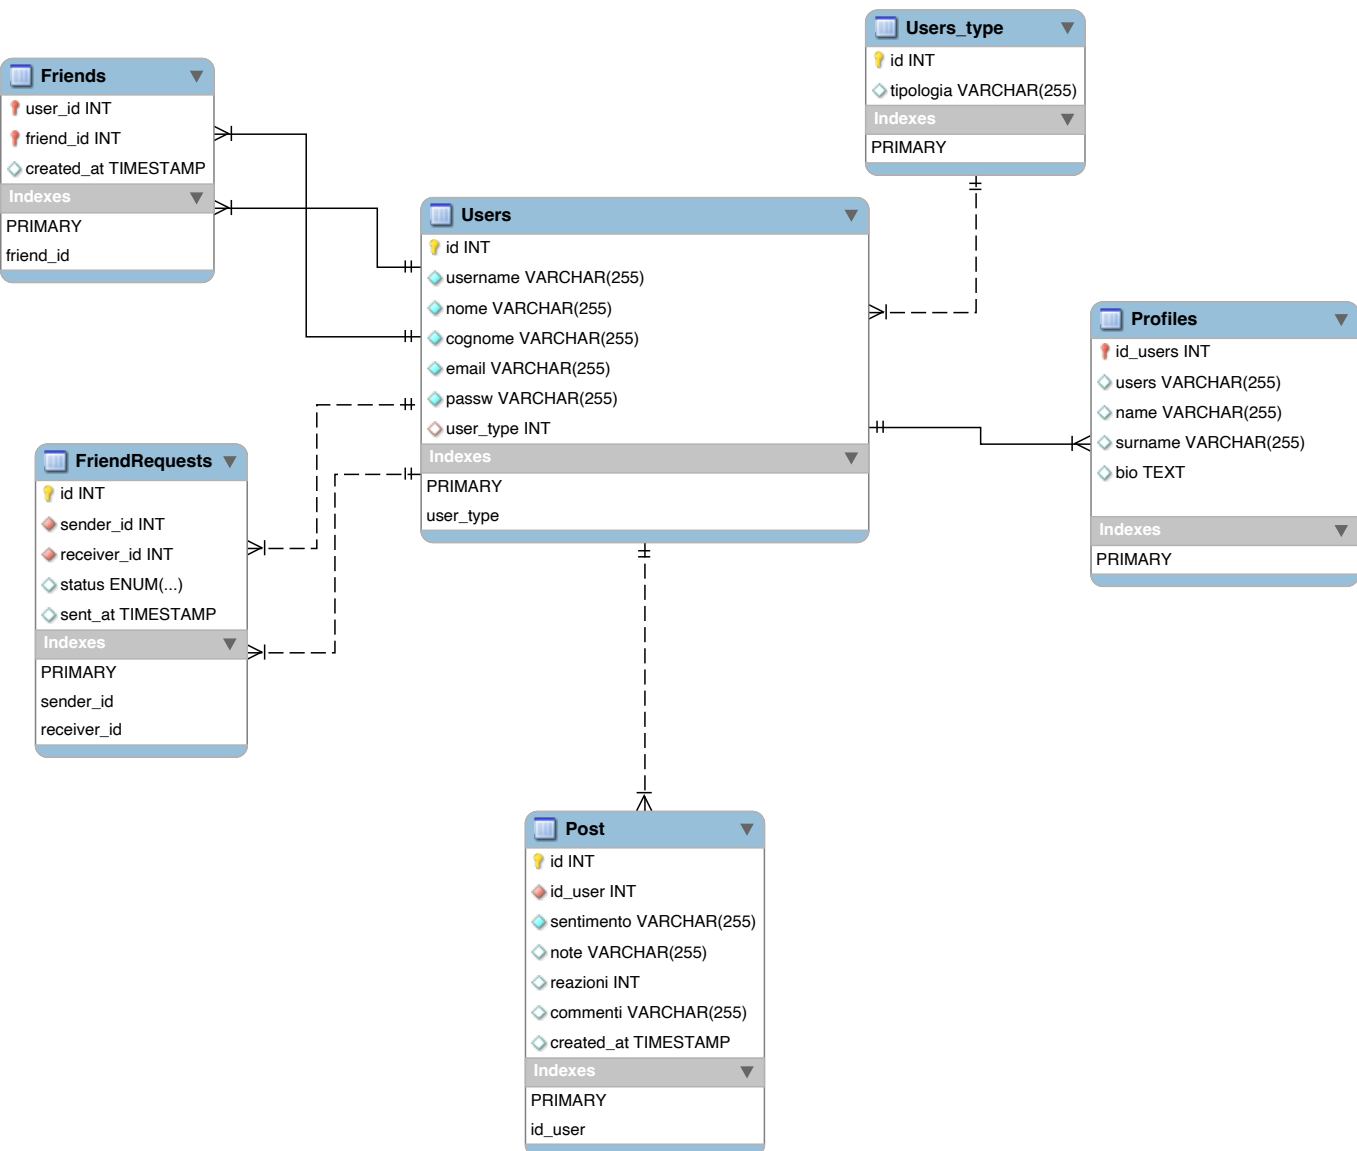 Users_type
id INT
tipologia VARCHAR(255)
Indexes
PRIMARY
Friends
user_id INT
friend_id INT
created_at TIMESTAMP
Indexes
PRIMARY
friend_id
Users
id INT
username VARCHAR(255)
nome VARCHAR(255)
cognome VARCHAR(255)
email VARCHAR(255)
passw VARCHAR(255)
user_type INT
Indexes
PRIMARY
user_type
Profiles
id_users INT
users VARCHAR(255)
name VARCHAR(255)
surname VARCHAR(255)
bio TEXT
Indexes
PRIMARY
FriendRequests
id INT
sender_id INT
receiver_id INT
status ENUM(...)
sent_at TIMESTAMP
Indexes
PRIMARY
sender_id
receiver_id
Post
id INT
id_user INT
sentimento VARCHAR(255)
note VARCHAR(255)
reazioni INT
commenti VARCHAR(255)
created_at TIMESTAMP
Indexes
PRIMARY
id_user